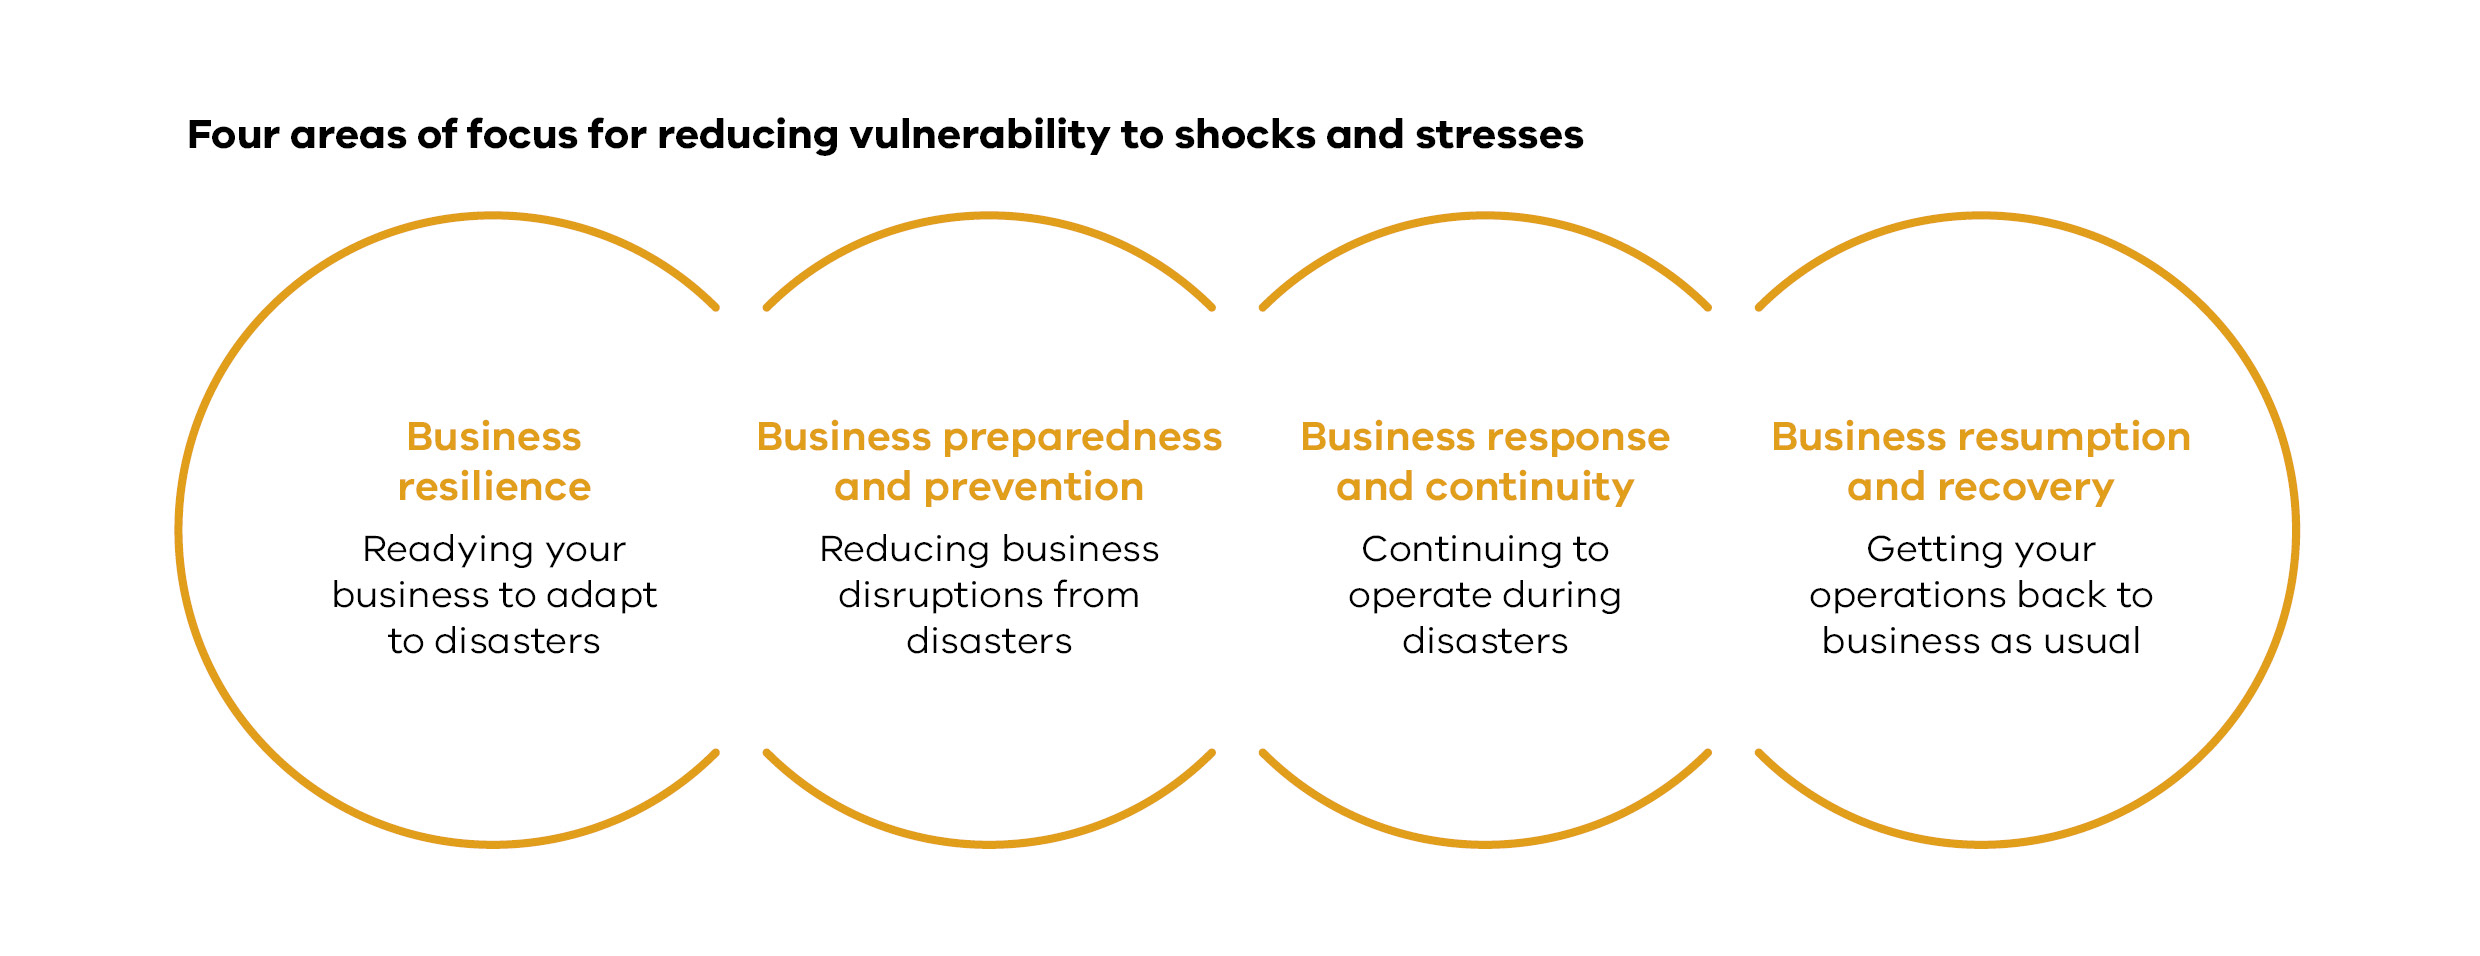 Four areas of focus for reducing vulnerability to shocks and stresses
Business
resilience
Readying your
business to adapt
to disasters
Business preparedness
and prevention
Reducing business
disruptions from
disasters
Business response
and continuity
Continuing to
operate during
disasters
Business resumption
and recovery
Getting your
operations back to
business as usual